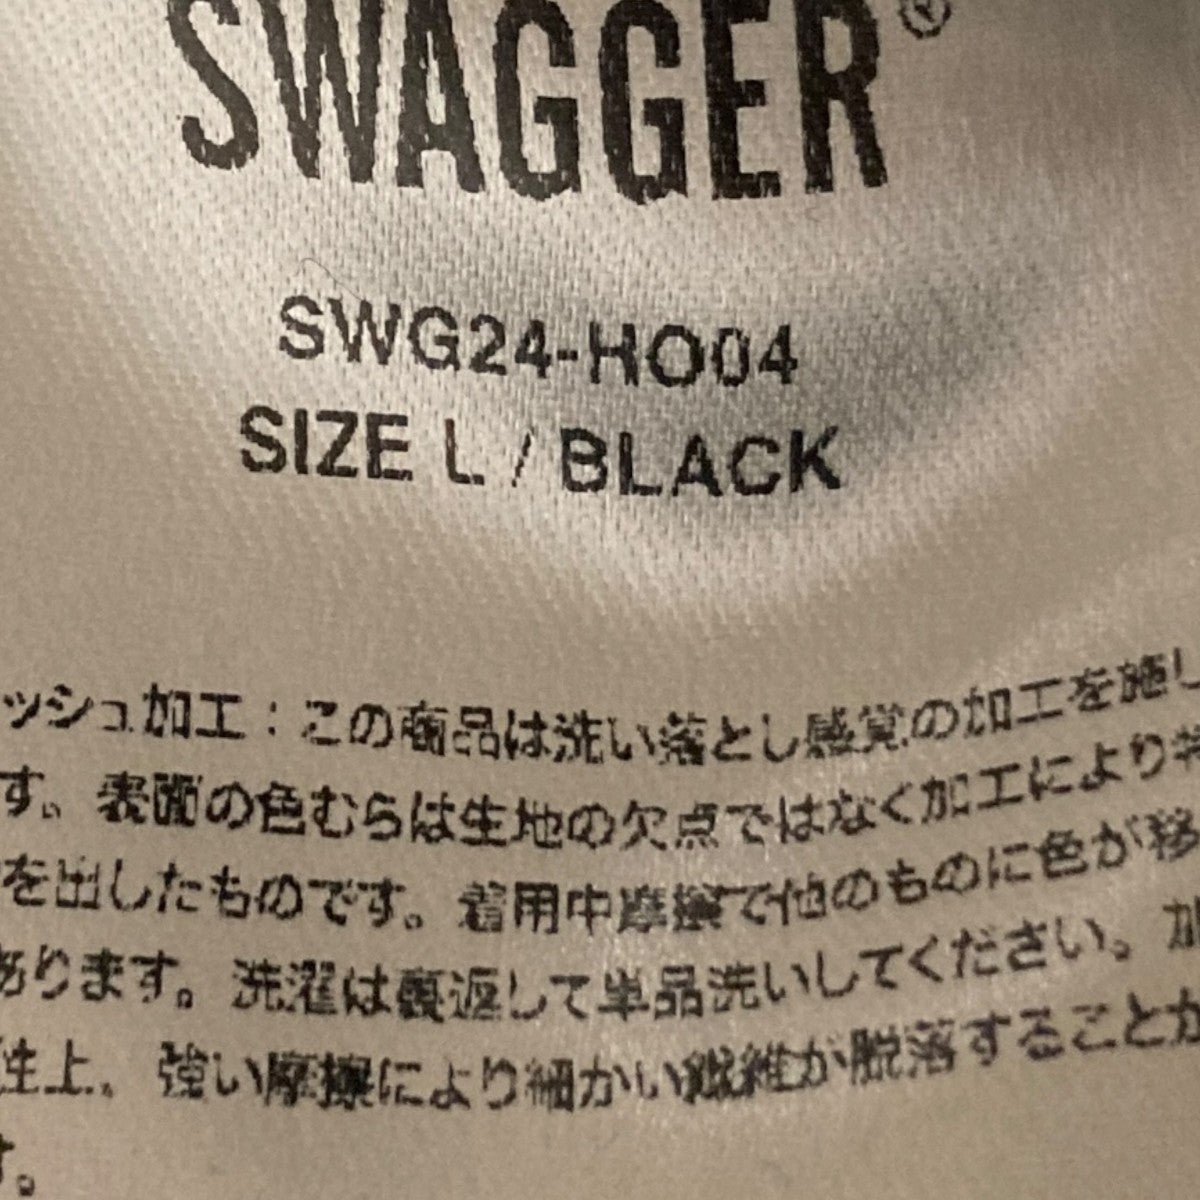 SWAGGER®
SWG24-HO04
SIZE L / BLACK
ッシュ加工：この商品は洗い落とし感覚の加工を施し
す。表面の色むらは生地の欠点ではなく加工により
を出したものです。着用中摩擦で他のものに色が移
あります。洗濯は裏返して単品洗いしてください。加
性上、強い摩擦により細かい繊維が脱落することが
す。